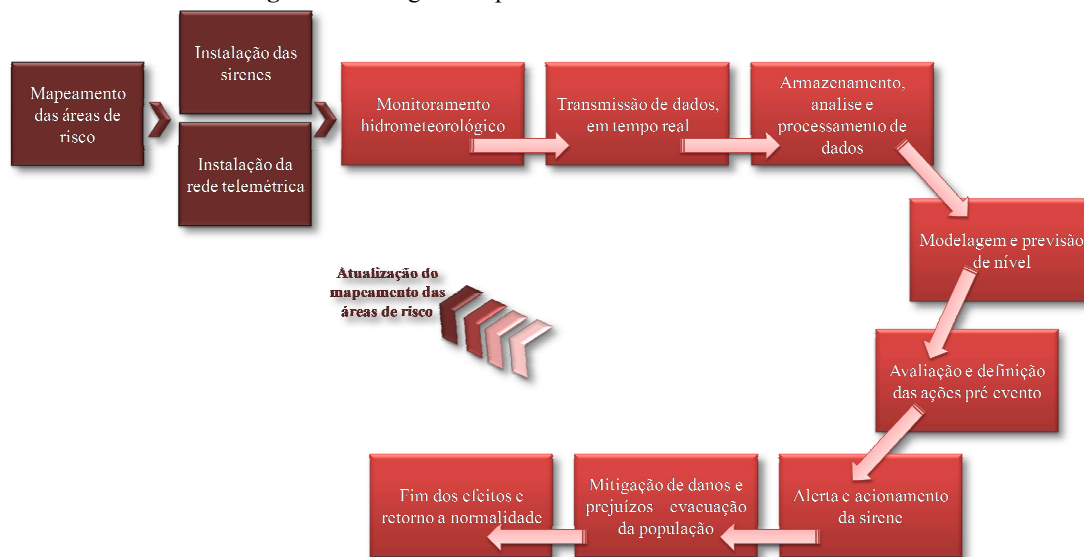 Mapeamento
das áreas de
risco
Instalação das
sirenes
Instalação da
rede telemétrica
Monitoramento
hidrometeorológico
Transmissão de dados,
em tempo real
Armazenamento,
analise e
processamento de
dados
Modelagem e previsão
de nível
Avaliação e definição
das ações pré evento
Alerta e acionamento
da sirene
Mitigação de danos e
prejuízos evacuação
da população
Fim dos efeitos e
retorno a normalidade
Atualização do
mapeamento das
áreas de risco